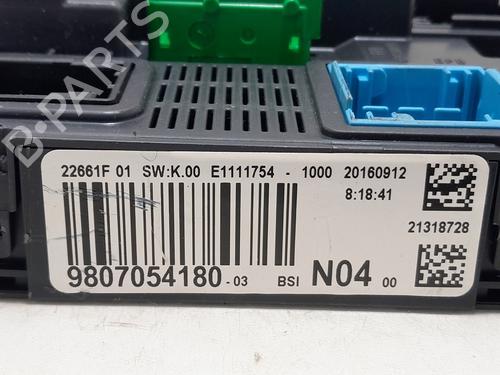 B-PARTS
22661F 01 SW:K.00 E1111754 - 1000 20160912
8:18:41
21318728
9807054180 -03 BSI N04 00